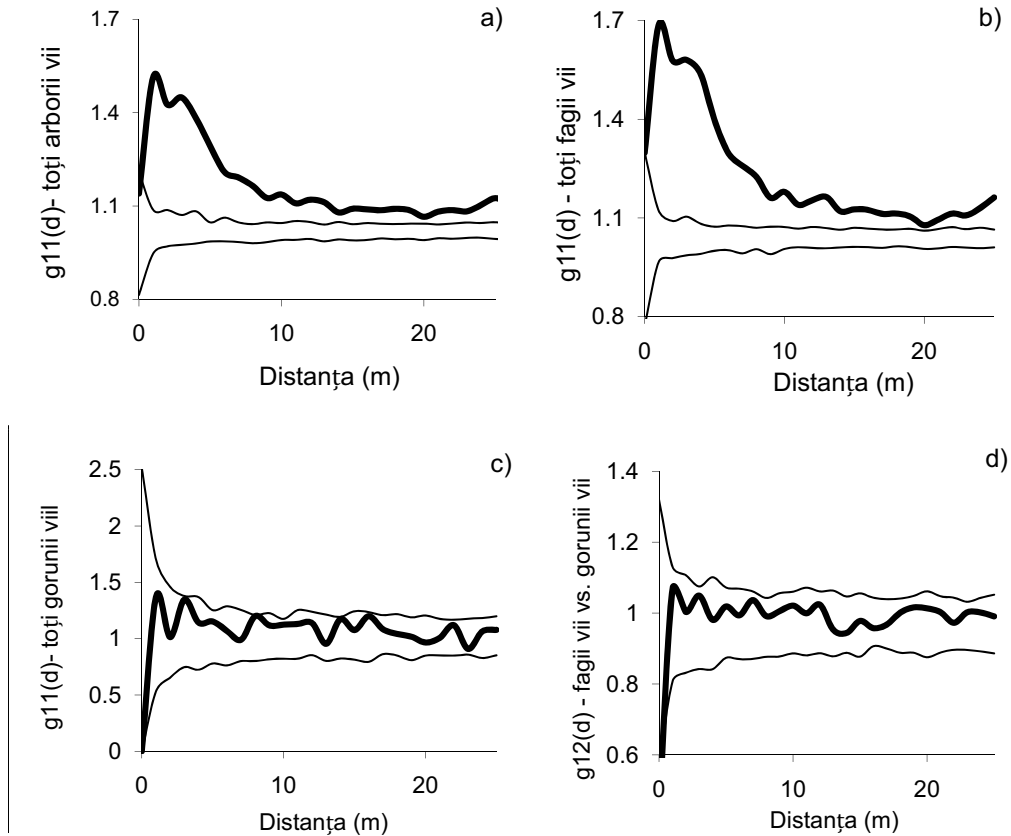 a)
g11(d)- toți arborii vii
1.7
1.4
1.1
0.8
0
10
20
Distanța (m)
b)
g11(d) - toți fagii vii
1.7
1.4
1.1
0.8
0
10
20
Distanța (m)
c)
g11(d)- toți gorunii viil
2.5
2
1.5
1
0.5
0
0
10
20
Distanța (m)
d)
g12(d) - fagii vii vs. gorunii vii
1.4
1.2
1
0.8
0.6
0
10
20
Distanța (m)